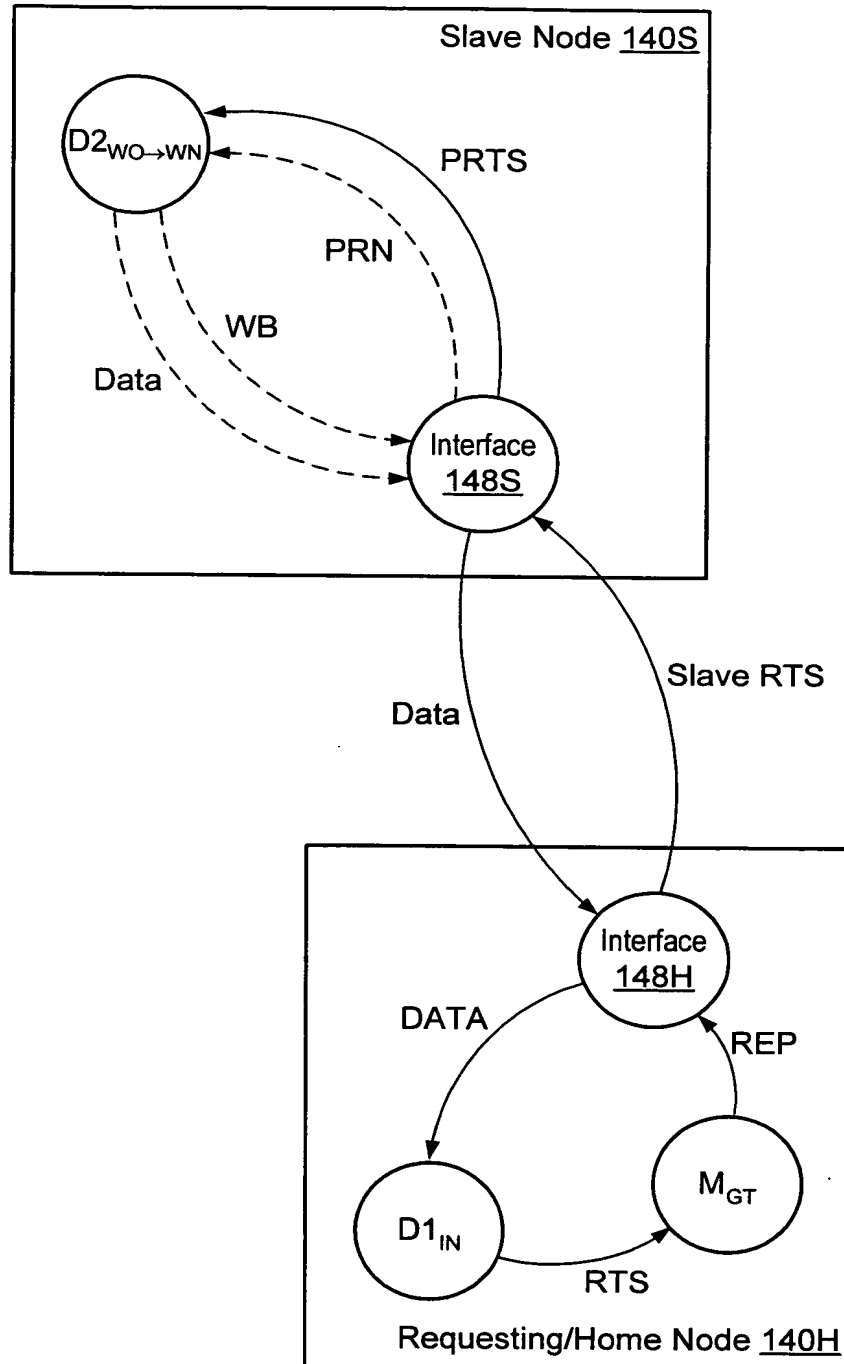 Slave Node 140S
D2WO→WN
PRTS
PRN
WB
Data
Interface
148S
Slave RTS
Data
Interface
148H
DATA
REP
MGT
D1IN
RTS
Requesting/Home Node 140H